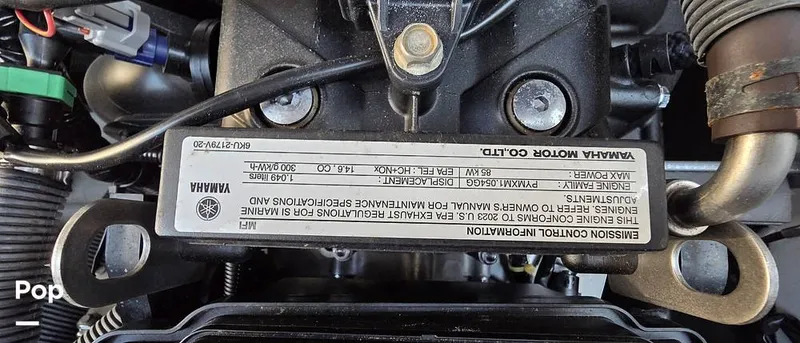 EMISSION CONTROL INFORMATION
MFI
THIS ENGINE CONFORMS TO 2023 U.S. EPA EXHAUST REGULATIONS FOR SI MARINE
ENGINES. REFER TO OWNER'S MANUAL FOR MAINTENANCE SPECIFICATIONS AND
ADJUSTMENTS.
YAMAHA
ENGINE FAMILY: PYMXM1.054GG DISPLACEMENT: 1,049 liters
MAX POWER: 85 kW EPA FEL: HC+NOx 14.6, CO 300 g/kW-h
YAMAHA MOTOR CO.,LTD. 6KU-2179V-20
Pop